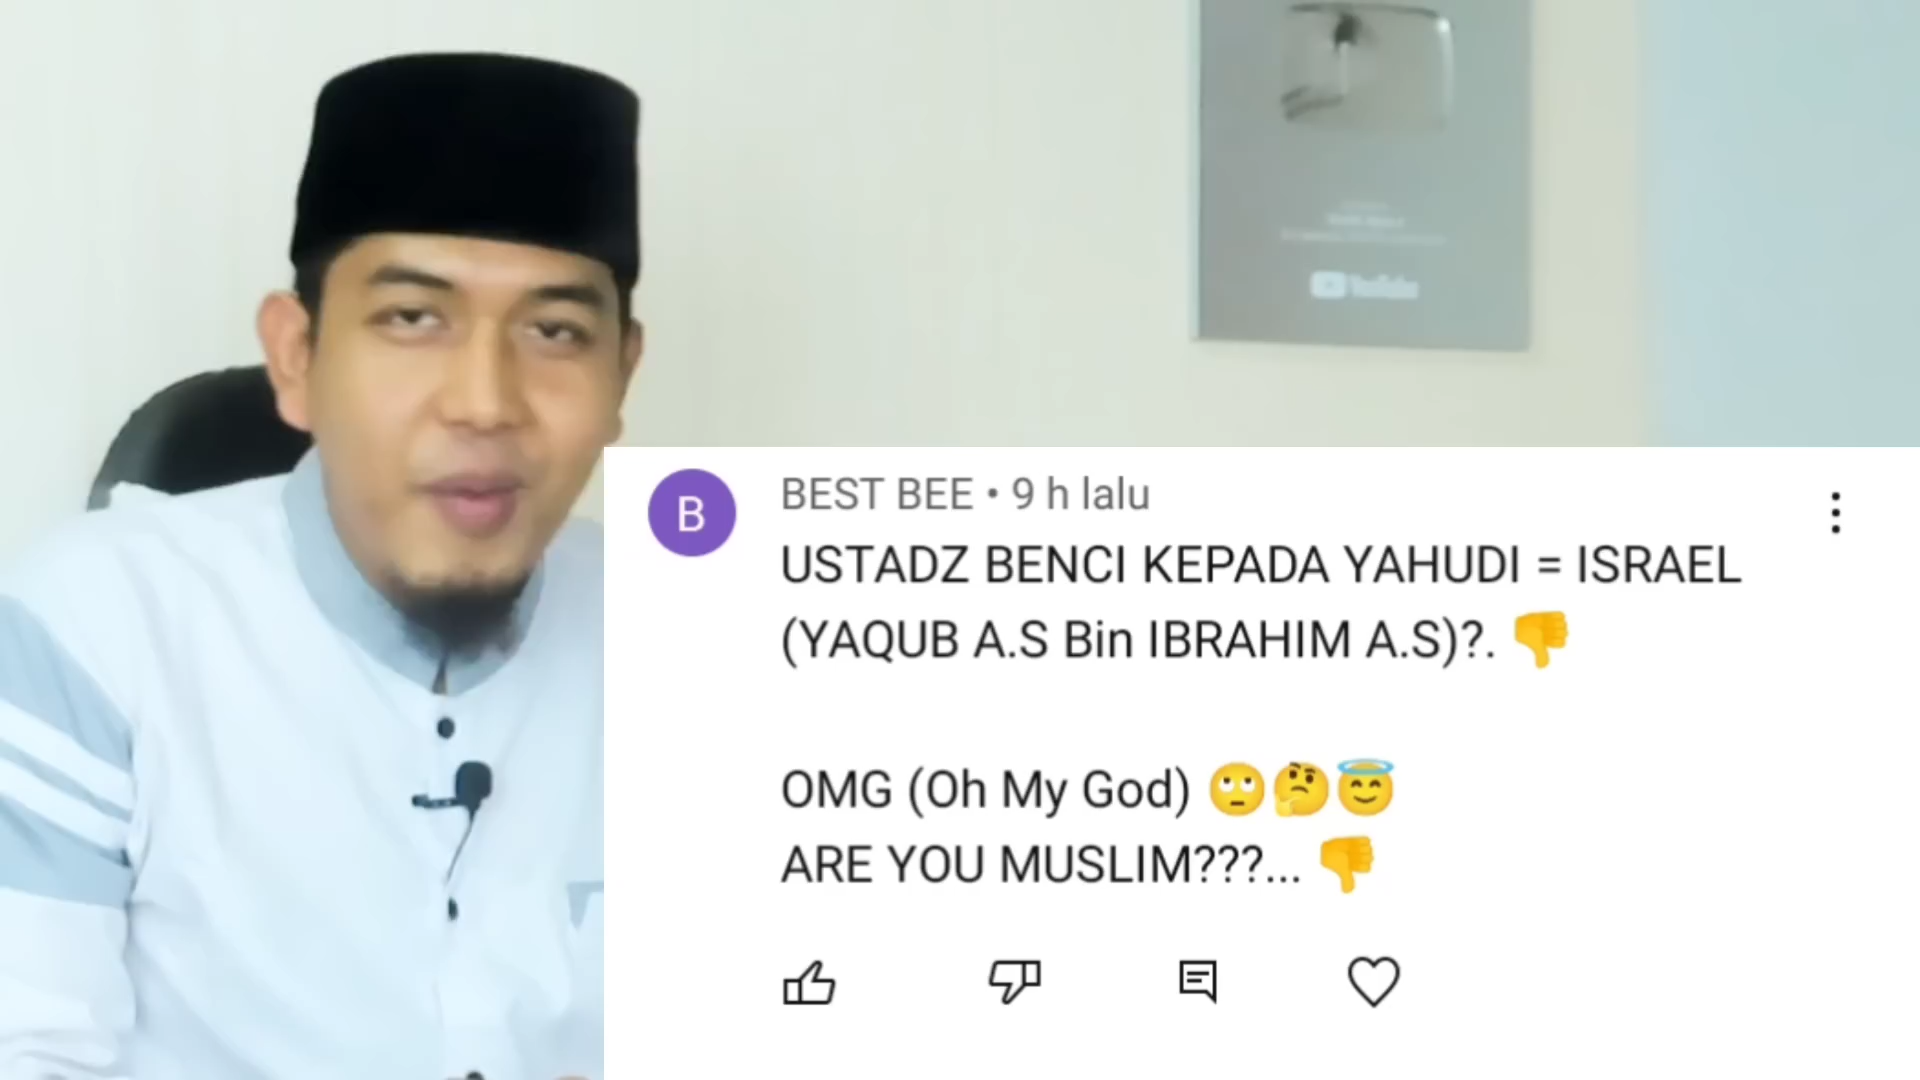 YouTube
B
BEST BEE • 9 h lalu
USTADZ BENCI KEPADA YAHUDI = ISRAEL
(YAQUB A.S Bin IBRAHIM A.S)?. 👎
OMG (Oh My God) 🙄🤔😇
ARE YOU MUSLIM???... 👎